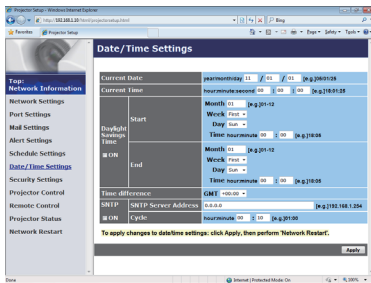 Projector Setup - Windows Internet Explorer
http://192.168.1.10/html/projectorsetup.html
Bing
Favorites Projector Setup
Page Safety Tools
Date/Time Settings
Top:
Network Information
Network Settings
Port Settings
Mail Settings
Alert Settings
Schedule Settings
Date/Time Settings
Security Settings
Projector Control
Remote Control
Projector Status
Network Restart
Current Date year/month/day 11 / 01 / 01 [e.g.]05/01/25
Current Time hour:minute:second 00 : 00 : 00 [e.g.]18:01:25
Daylight Savings Time
ON
Start
Month 01 [e.g.]01-12
Week First
Day Sun
Time hour:minute 00 : 00 [e.g.]18:05
End
Month 01 [e.g.]01-12
Week First
Day Sun
Time hour:minute 00 : 00 [e.g.]18:05
Time difference GMT +00:00
SNTP SNTP Server Address 0.0.0.0 [e.g.]192.168.1.254
ON Cycle hour:minute 00 : 10 [e.g.]01:00
To apply changes to date/time settings: click Apply, then perform 'Network Restart'.
Apply
Done Internet | Protected Mode: On 100%